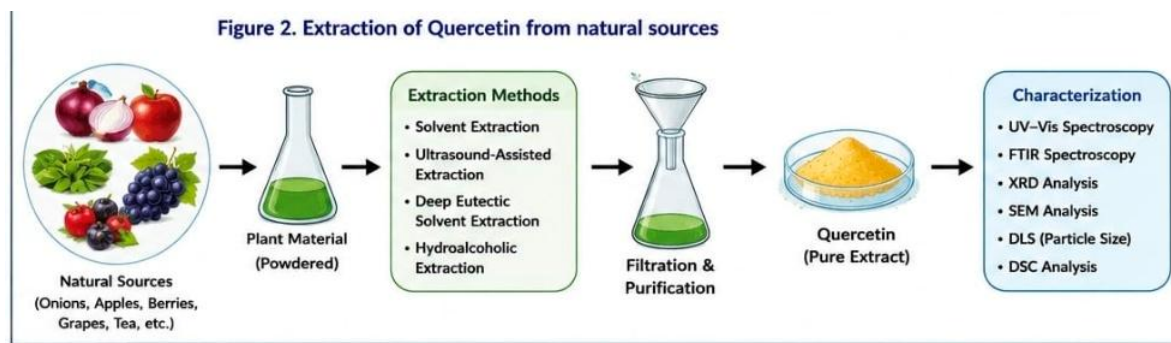 Figure 2. Extraction of Quercetin from natural sources
Natural Sources
(Onions, Apples, Berries,
Grapes, Tea, etc.)
Plant Material
(Powdered)
Extraction Methods
• Solvent Extraction
• Ultrasound-Assisted
Extraction
• Deep Eutectic
Solvent Extraction
• Hydroalcoholic
Extraction
Filtration &
Purification
Quercetin
(Pure Extract)
Characterization
• UV–Vis Spectroscopy
• FTIR Spectroscopy
• XRD Analysis
• SEM Analysis
• DLS (Particle Size)
• DSC Analysis